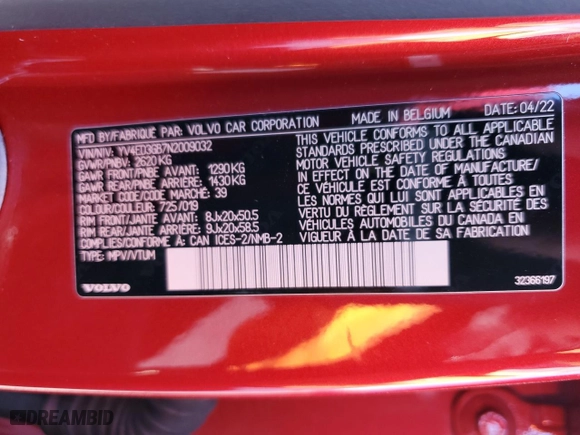 MFD BY/FABRIQUÉ PAR: VOLVO CAR CORPORATION MADE IN BELGIUM DATE: 04/22
VIN/NIV: YV4ED3GB7N2009032
GVWR/PNBV: 2620 KG
GAWR FRONT/PNBE AVANT: 1290 KG
GAWR REAR/PNBE ARRIÈRE: 1430 KG
MARKET CODE/CODE MARCHÉ: 39
COLOUR/COULEUR: 725/019
RIM FRONT/JANTE AVANT: 8Jx20x50.5
RIM REAR/JANTE ARRIÈRE: 9Jx20x58.5
COMPLIES/CONFORME À: CAN ICES-2/NMB-2
TYPE: MPV/VTUM
THIS VEHICLE CONFORMS TO ALL APPLICABLE
STANDARDS PRESCRIBED UNDER THE CANADIAN
MOTOR VEHICLE SAFETY REGULATIONS
IN EFFECT ON THE DATE OF MANUFACTURE/
CE VÉHICULE EST CONFORME À TOUTES
LES NORMES QUI LUI SONT APPLICABLES EN
VERTU DU RÈGLEMENT SUR LA SÉCURITÉ DES
VÉHICULES AUTOMOBILES DU CANADA EN
VIGUEUR À LA DATE DE SA FABRICATION
VOLVO
32366197
DREAMBID